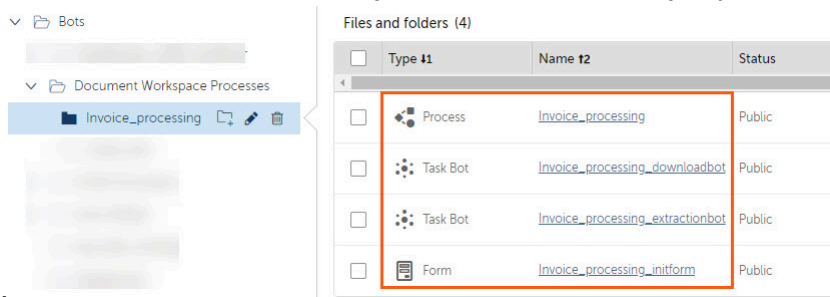 Bots
Document Workspace Processes
Invoice_processing
Files and folders (4)
Type ↓1 Name ↑2 Status
Process Invoice_processing Public
Task Bot Invoice_processing_downloadbot Public
Task Bot Invoice_processing_extractionbot Public
Form Invoice_processing_initform Public